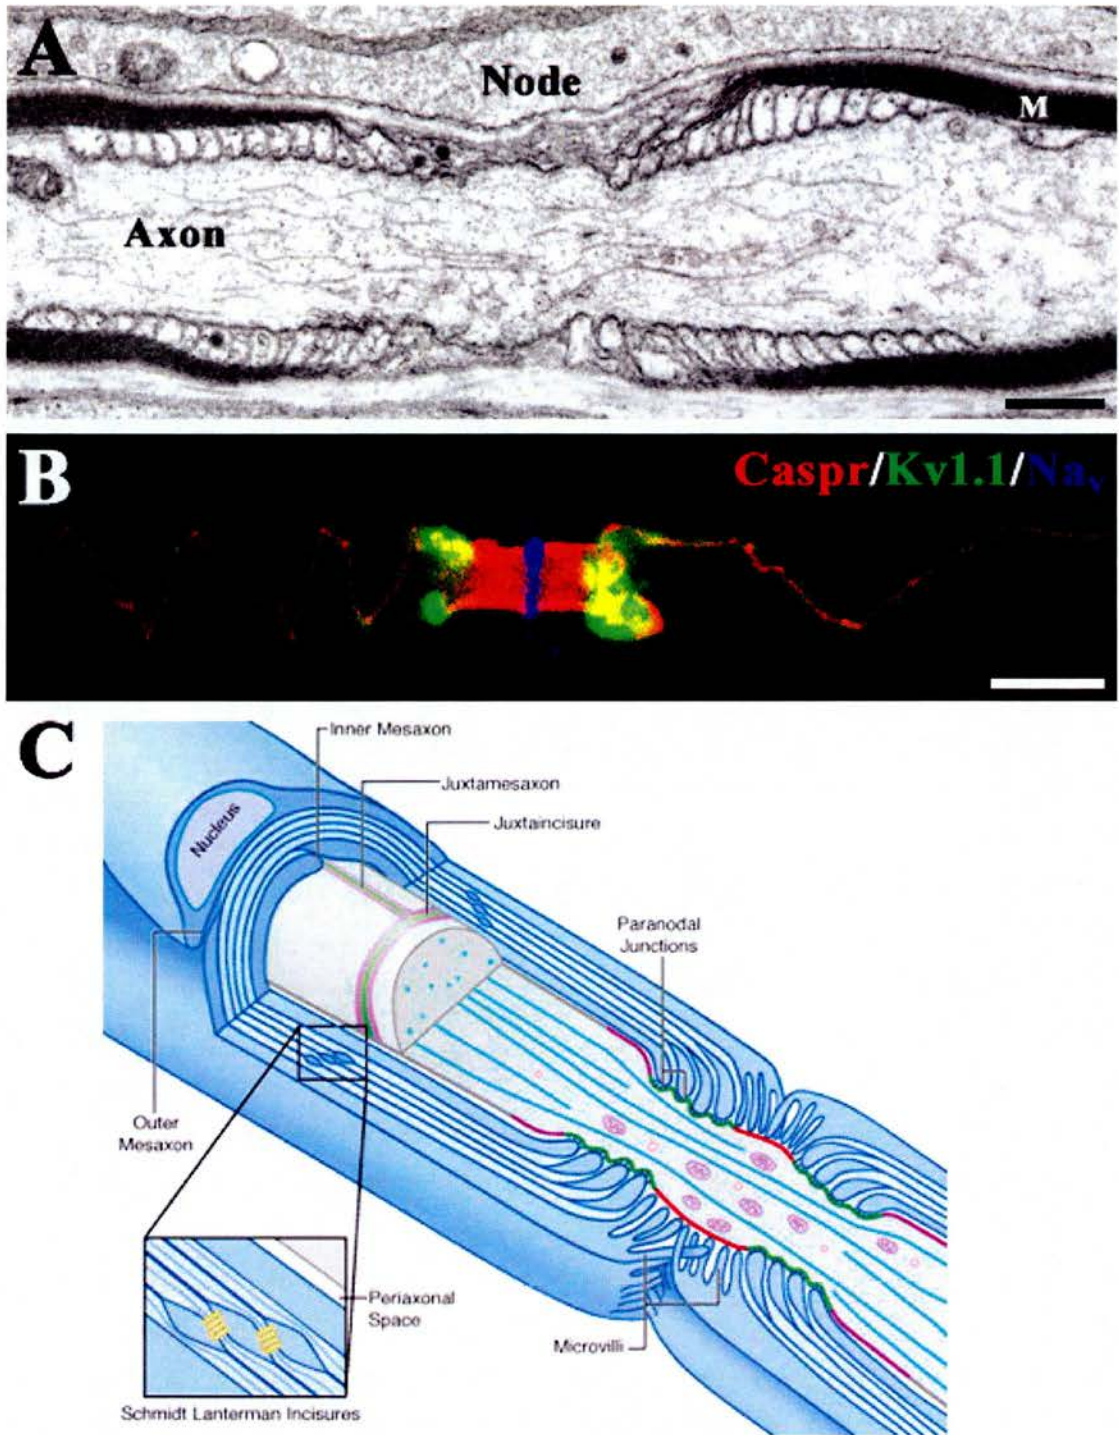 A
Node
M
Axon
B
Caspr/Kv1.1/Nav
C
Inner Mesaxon
Juxtamesaxon
Juxtaincisure
Nucleus
Paranodal
Junctions
Outer
Mesaxon
Periaxonal
Space
Microvilli
Schmidt Lanterman Incisures